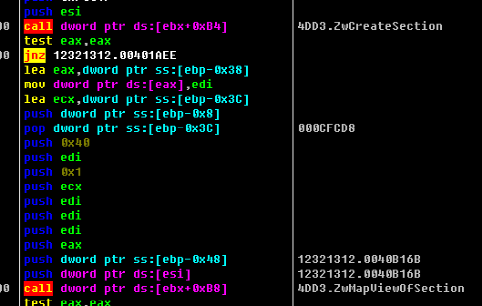 push esi
call dword ptr ds:[ebx+0xB4] 4DD3.ZwCreateSection
test eax,eax
jnz 12321312.00401AEE
lea eax,dword ptr ss:[ebp-0x38]
mov dword ptr ds:[eax],edi
lea ecx,dword ptr ss:[ebp-0x3C]
push dword ptr ss:[ebp-0x8]
pop dword ptr ss:[ebp-0x3C] 000CFCD8
push 0x40
push edi
push 0x1
push ecx
push edi
push edi
push edi
push eax
push dword ptr ss:[ebp-0x48] 12321312.0040B16B
push dword ptr ds:[esi] 12321312.0040B16B
call dword ptr ds:[ebx+0xB8] 4DD3.ZwMapViewOfSection
test eax,eax